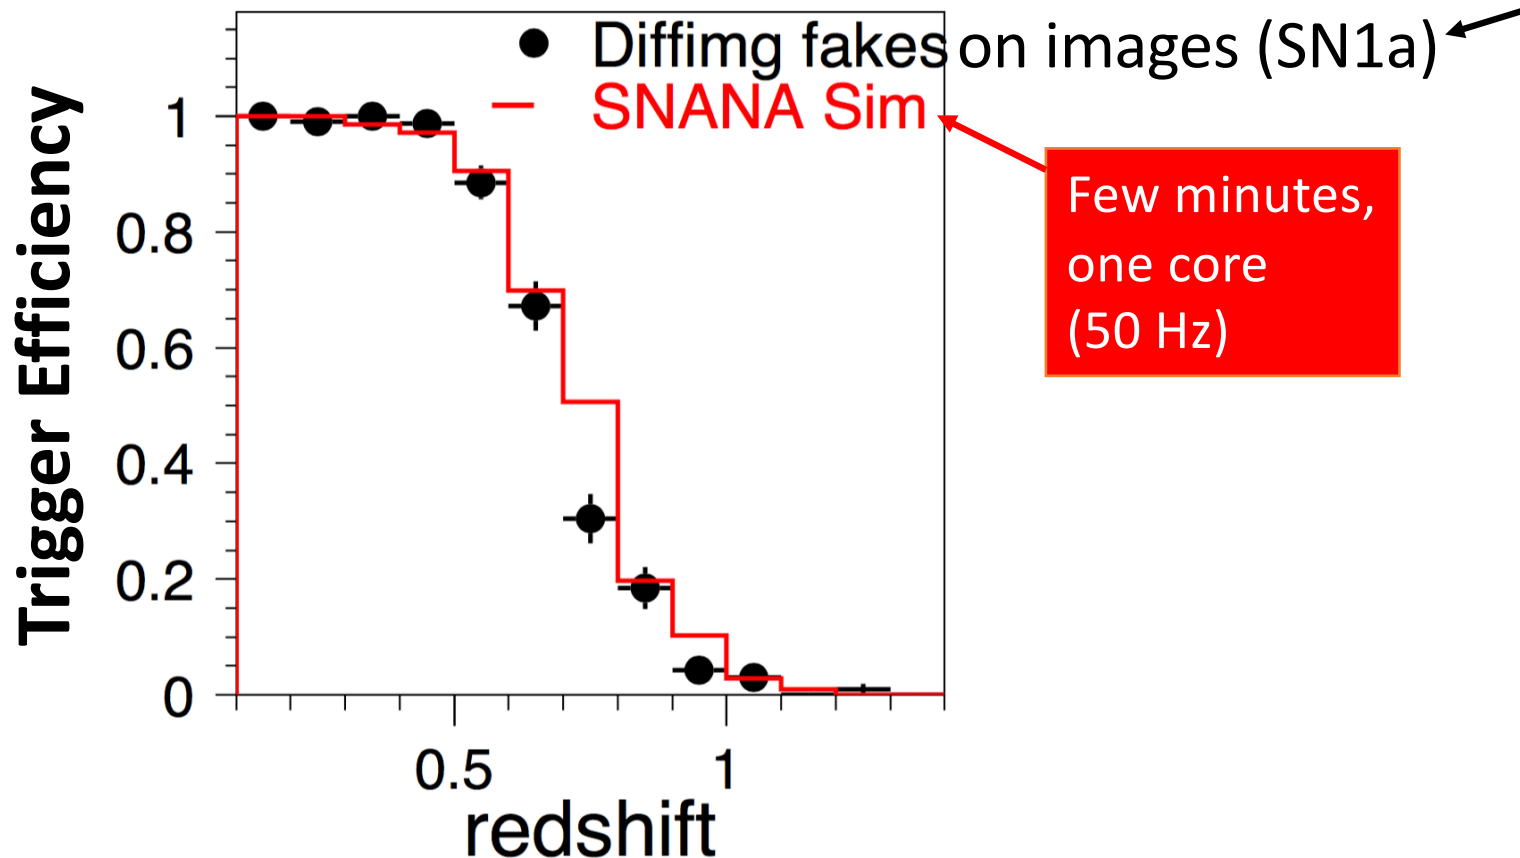 Diffimg fakes on images (SN1a)
SNANA Sim
Few minutes,
one core
(50 Hz)
Trigger Efficiency
1
0.8
0.6
0.4
0.2
0
0.5 1
redshift